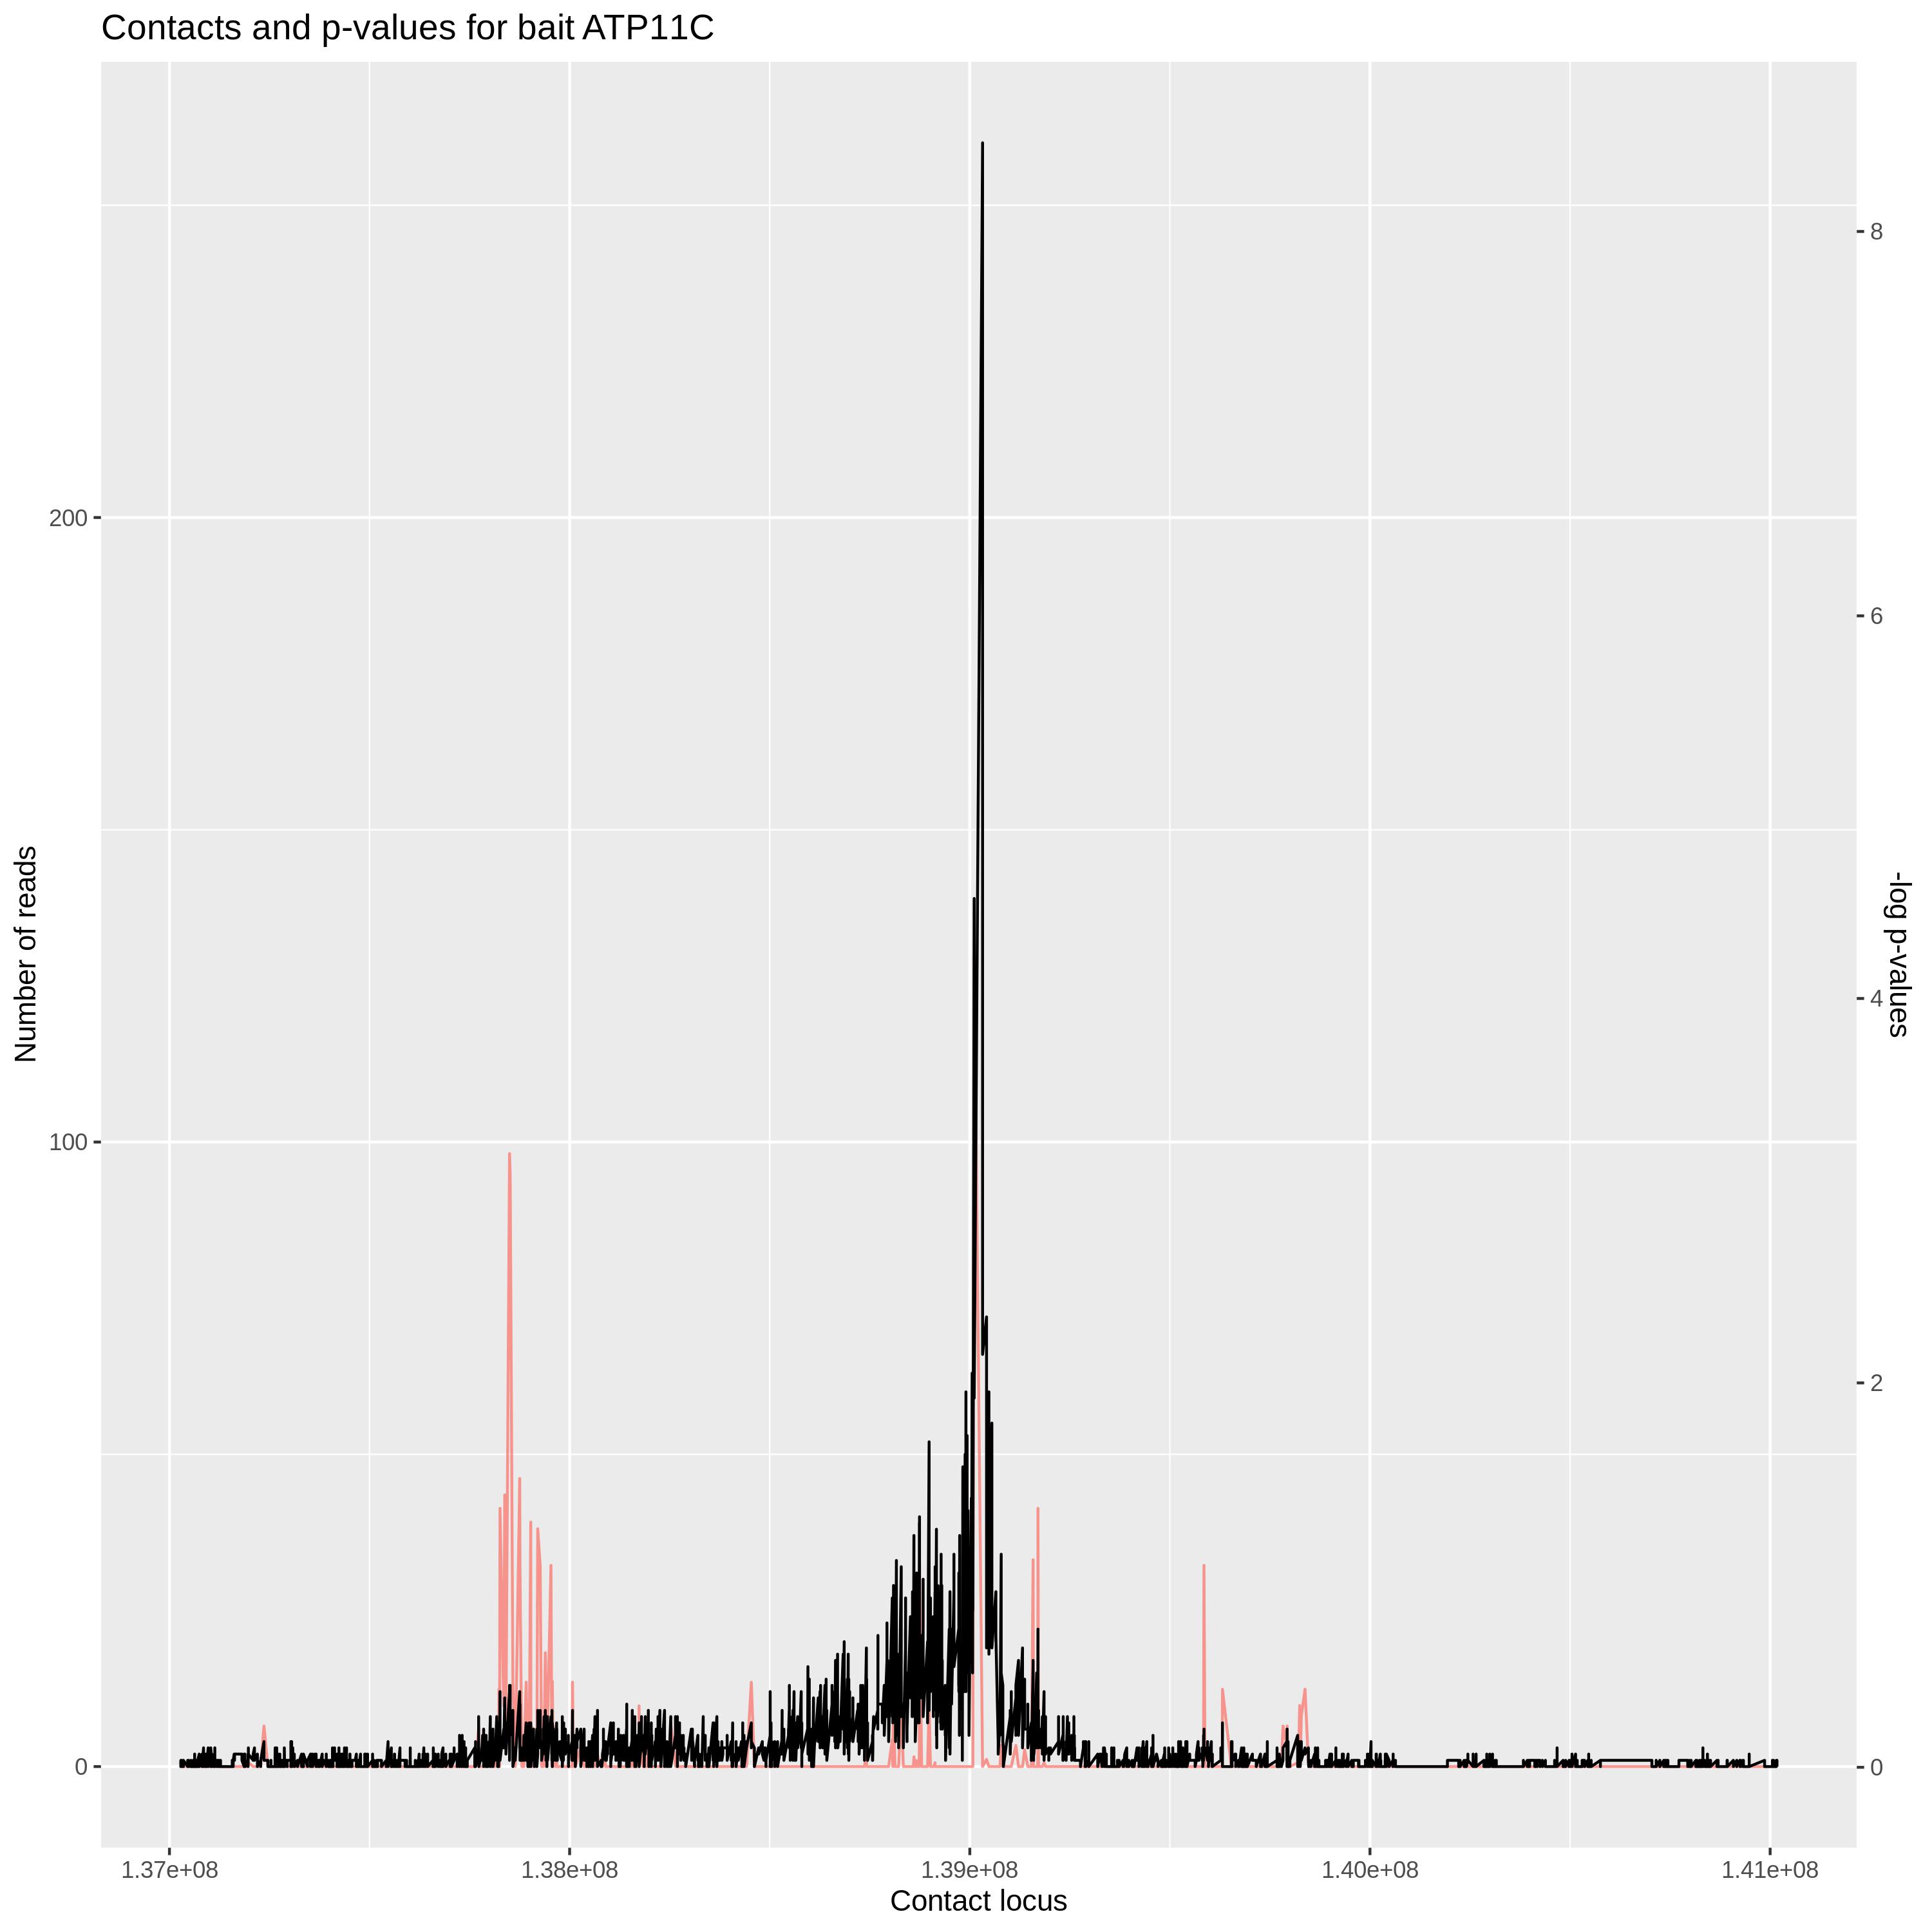 Contacts and p-values for bait ATP11C
Number of reads
200
100
0
8
6
4
2
0
-log p-values
1.37e+08
1.38e+08
1.39e+08
1.40e+08
1.41e+08
Contact locus